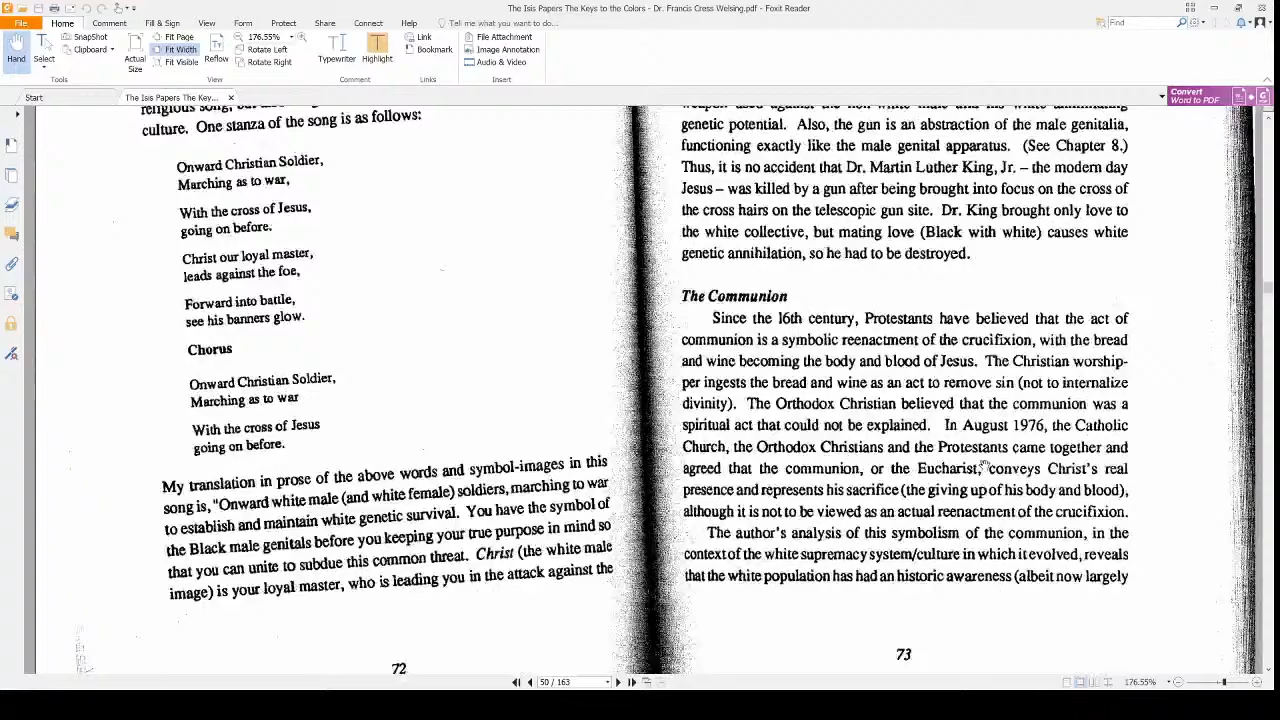 The Isis Papers The Keys to the Colors - Dr. Francis Cress Welsing.pdf - Foxit Reader
File
Home
Comment
Fill & Sign
View
Form
Protect
Share
Connect
Help
Tell me what you want to do...
Find
Hand
Select
SnapShot
Clipboard
Tools
Actual
Size
Fit Page
Fit Width
Fit Visible
Reflow
176.55%
Rotate Left
Rotate Right
View
Typewriter
Highlight
Comment
Link
Bookmark
Links
File Attachment
Image Annotation
Audio & Video
Insert
Start
The Isis Papers The Key...
Convert
Word to PDF
culture. One stanza of the song is as follows:
Onward Christian Soldier,
Marching as to war,
With the cross of Jesus,
going on before.
Christ our loyal master,
leads against the foe,
Forward into battle,
see his banners glow.
Chorus
Onward Christian Soldier,
Marching as to war
With the cross of Jesus
going on before.
My translation in prose of the above words and symbol-images in this
song is, "Onward white male (and white female) soldiers, marching to war
to establish and maintain white genetic survival. You have the symbol of
the Black male genitals before you keeping your true purpose in mind so
that you can unite to subdue this common threat. Christ (the white male
image) is your loyal master, who is leading you in the attack against the
72
genetic potential. Also, the gun is an abstraction of the male genitalia,
functioning exactly like the male genital apparatus. (See Chapter 8.)
Thus, it is no accident that Dr. Martin Luther King, Jr. – the modern day
Jesus – was killed by a gun after being brought into focus on the cross of
the cross hairs on the telescopic gun site. Dr. King brought only love to
the white collective, but mating love (Black with white) causes white
genetic annihilation, so he had to be destroyed.
The Communion
Since the 16th century, Protestants have believed that the act of
communion is a symbolic reenactment of the crucifixion, with the bread
and wine becoming the body and blood of Jesus. The Christian worship-
per ingests the bread and wine as an act to remove sin (not to internalize
divinity). The Orthodox Christian believed that the communion was a
spiritual act that could not be explained. In August 1976, the Catholic
Church, the Orthodox Christians and the Protestants came together and
agreed that the communion, or the Eucharist, conveys Christ's real
presence and represents his sacrifice (the giving up of his body and blood),
although it is not to be viewed as an actual reenactment of the crucifixion.
The author's analysis of this symbolism of the communion, in the
context of the white supremacy system/culture in which it evolved, reveals
that the white population has had an historic awareness (albeit now largely
73
50 / 163
176.55%